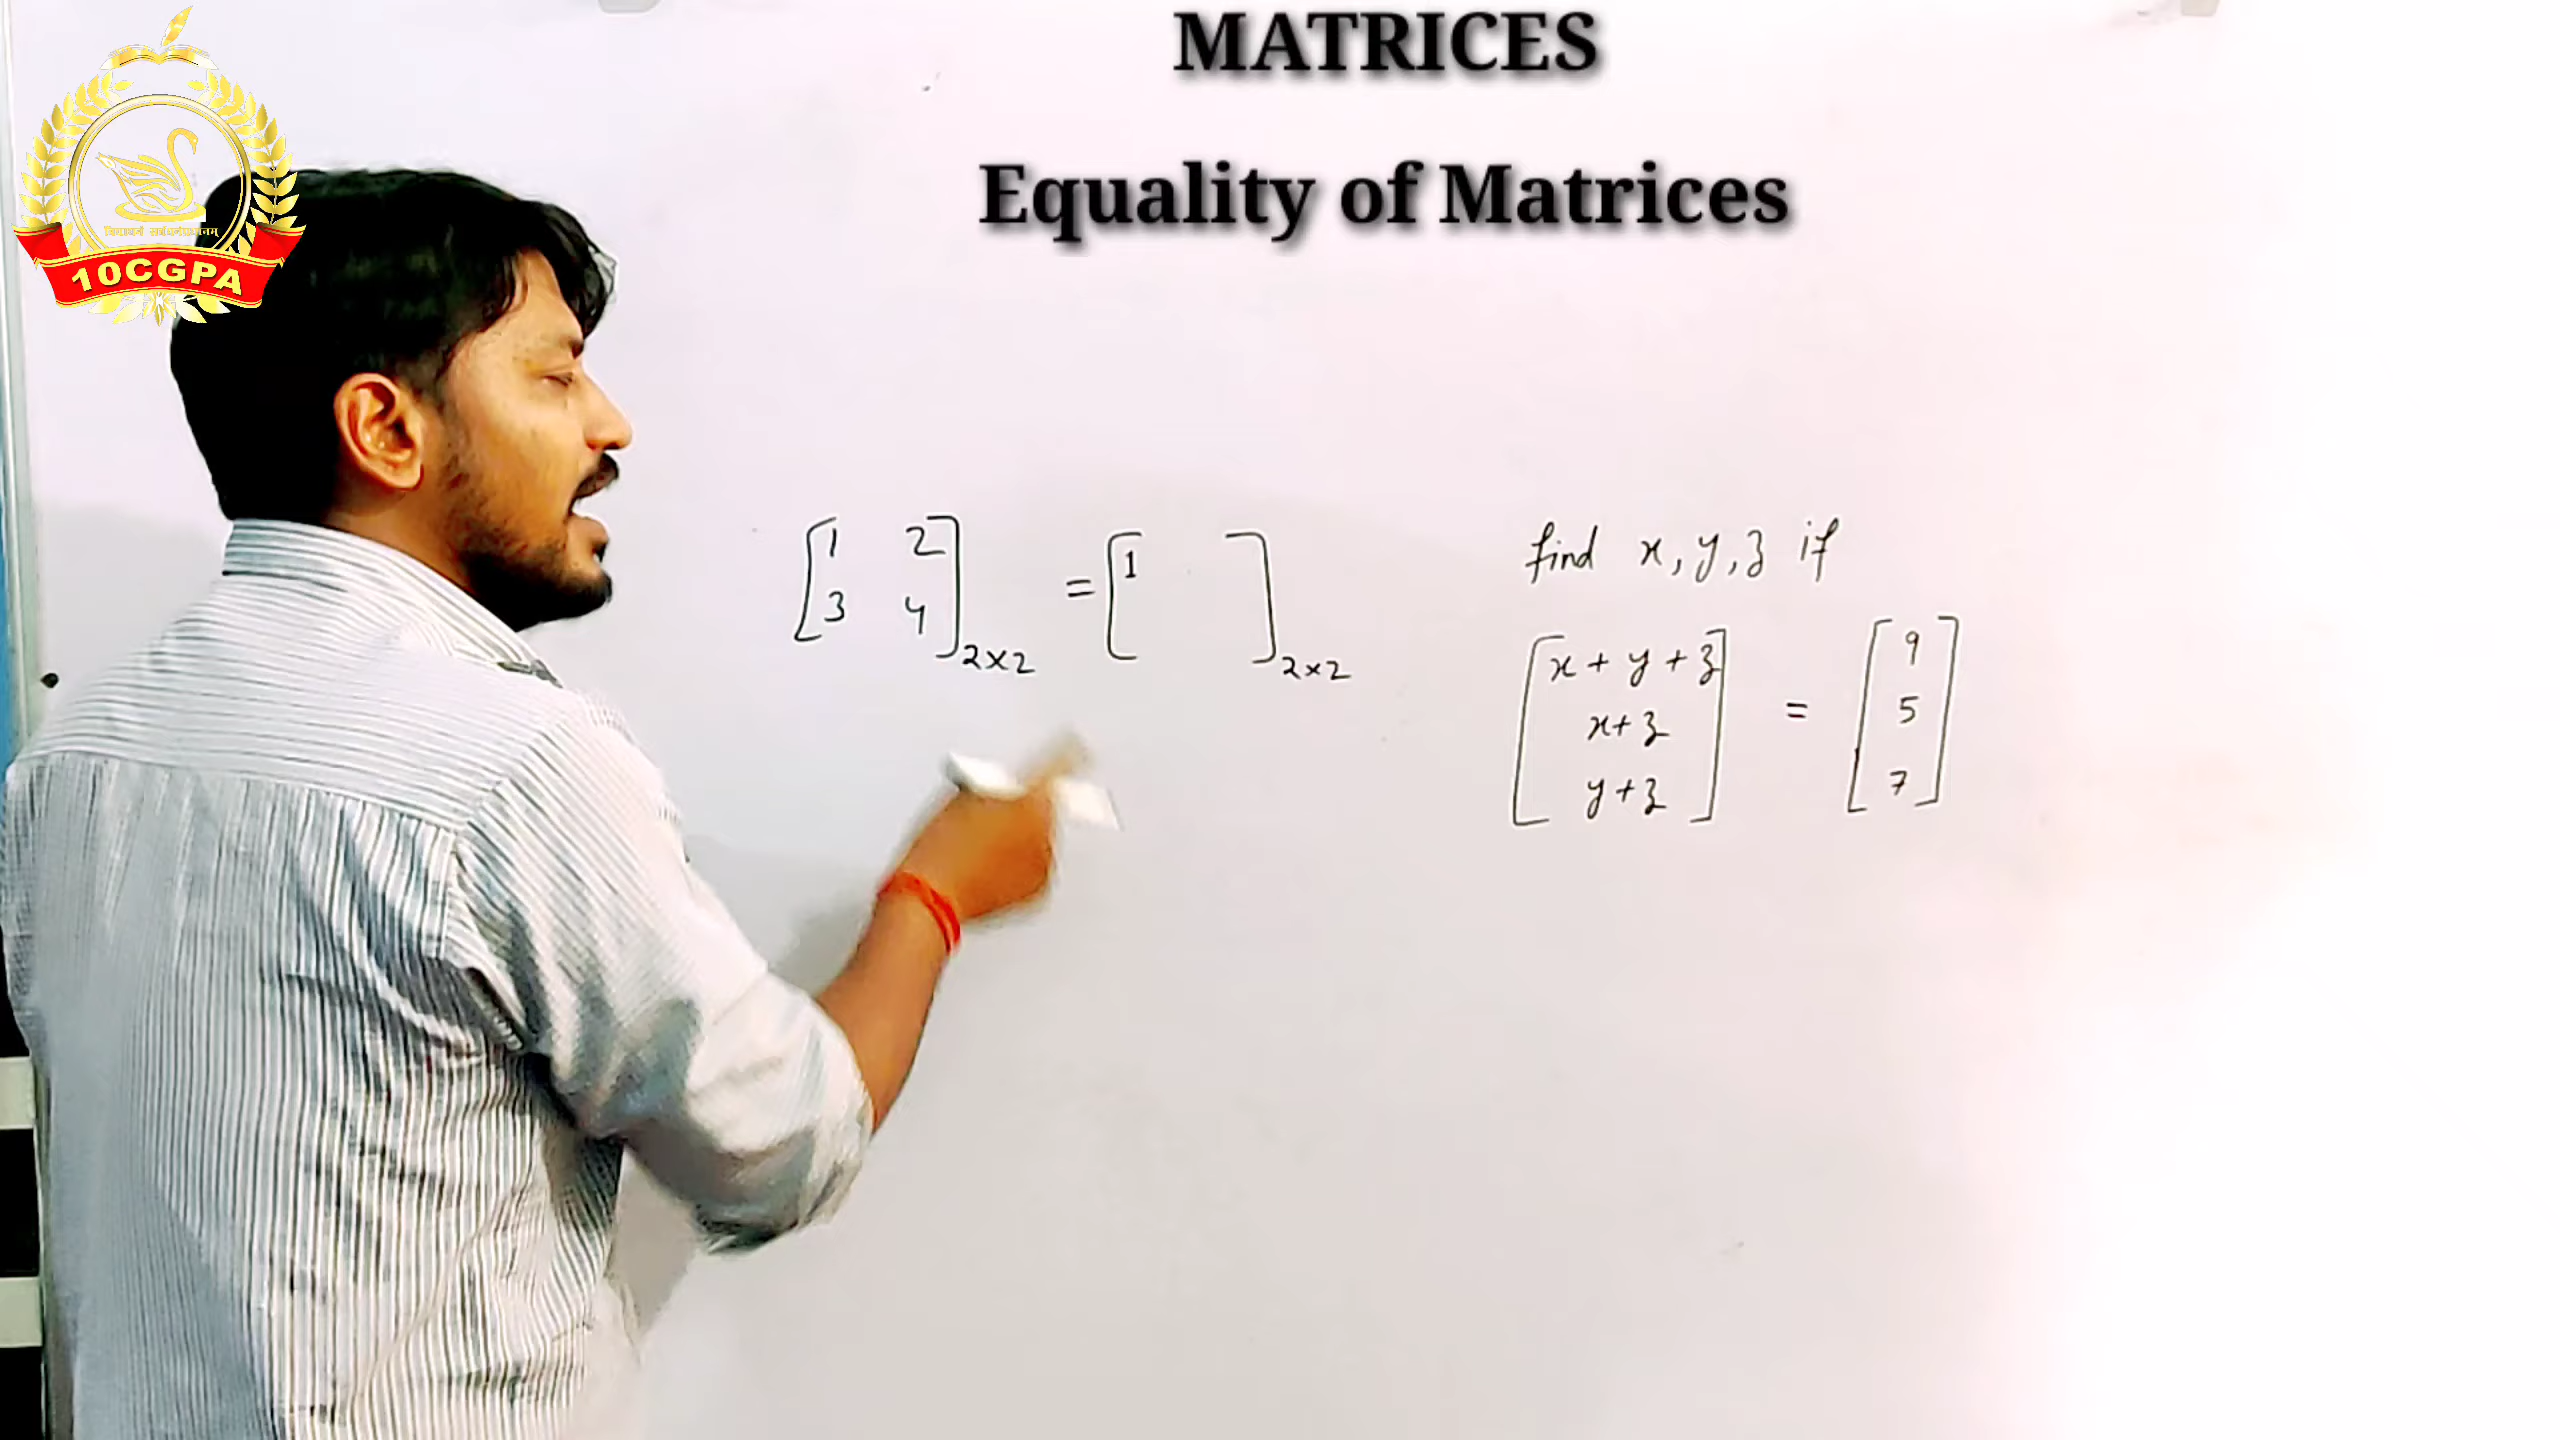 MATRICES
Equality of Matrices
10CGPA
[1 2
3 4]2×2 = [1 ]2×2
find x, y, z if
[x + y + z
x + z
y + z] = [9
5
7]